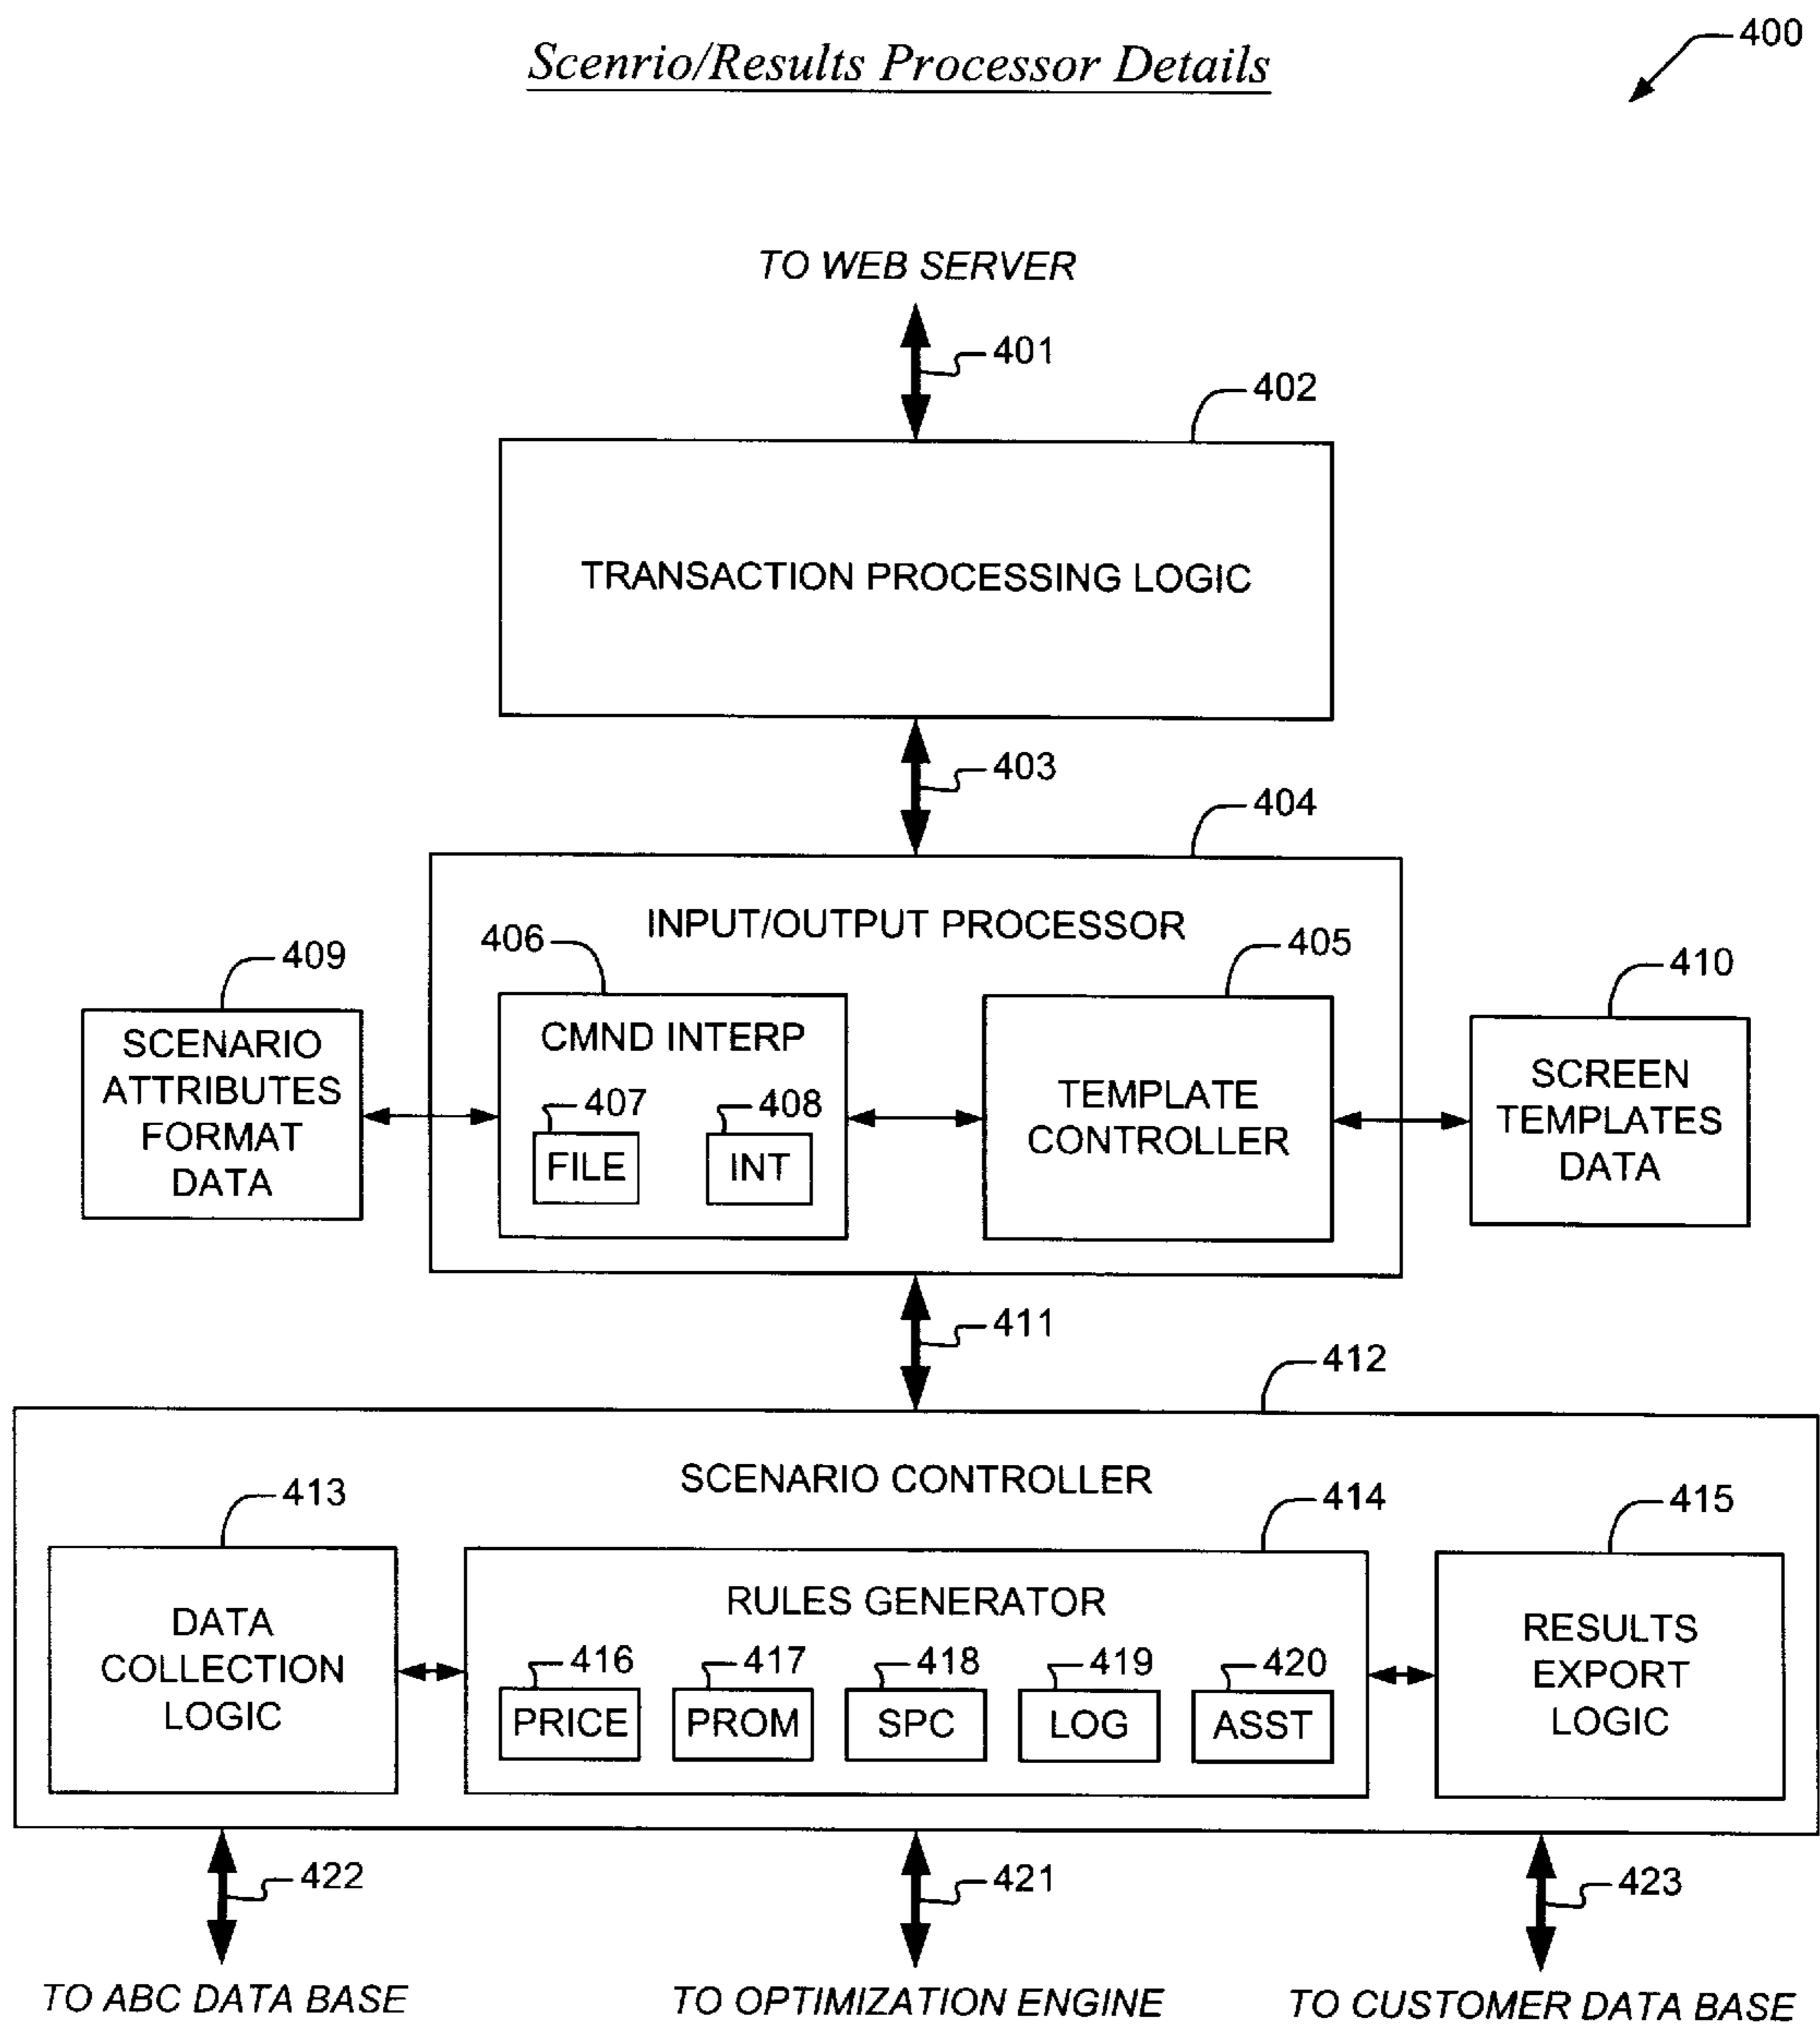 400
Scenrio/Results Processor Details
TO WEB SERVER
401
402
TRANSACTION PROCESSING LOGIC
403
404
INPUT/OUTPUT PROCESSOR
409
406
405
410
SCENARIO
ATTRIBUTES
FORMAT
DATA
CMND INTERP
407
408
FILE
INT
TEMPLATE
CONTROLLER
SCREEN
TEMPLATES
DATA
411
412
SCENARIO CONTROLLER
413
414
415
DATA
COLLECTION
LOGIC
RULES GENERATOR
416
417
418
419
420
PRICE
PROM
SPC
LOG
ASST
RESULTS
EXPORT
LOGIC
422
421
423
TO ABC DATA BASE
TO OPTIMIZATION ENGINE
TO CUSTOMER DATA BASE